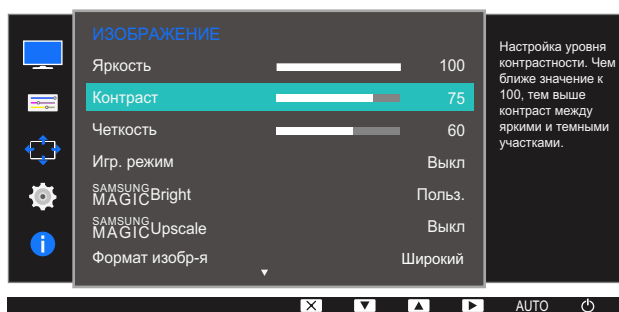 ИЗОБРАЖЕНИЕ
Яркость 100
Контраст 75
Четкость 60
Игр. режим Выкл
SAMSUNG MAGIC Bright Польз.
SAMSUNG MAGIC Upscale Выкл
Формат изобр-я Широкий
Настройка уровня
контрастности. Чем
ближе значение к
100, тем выше
контраст между
яркими и темными
участками.
AUTO